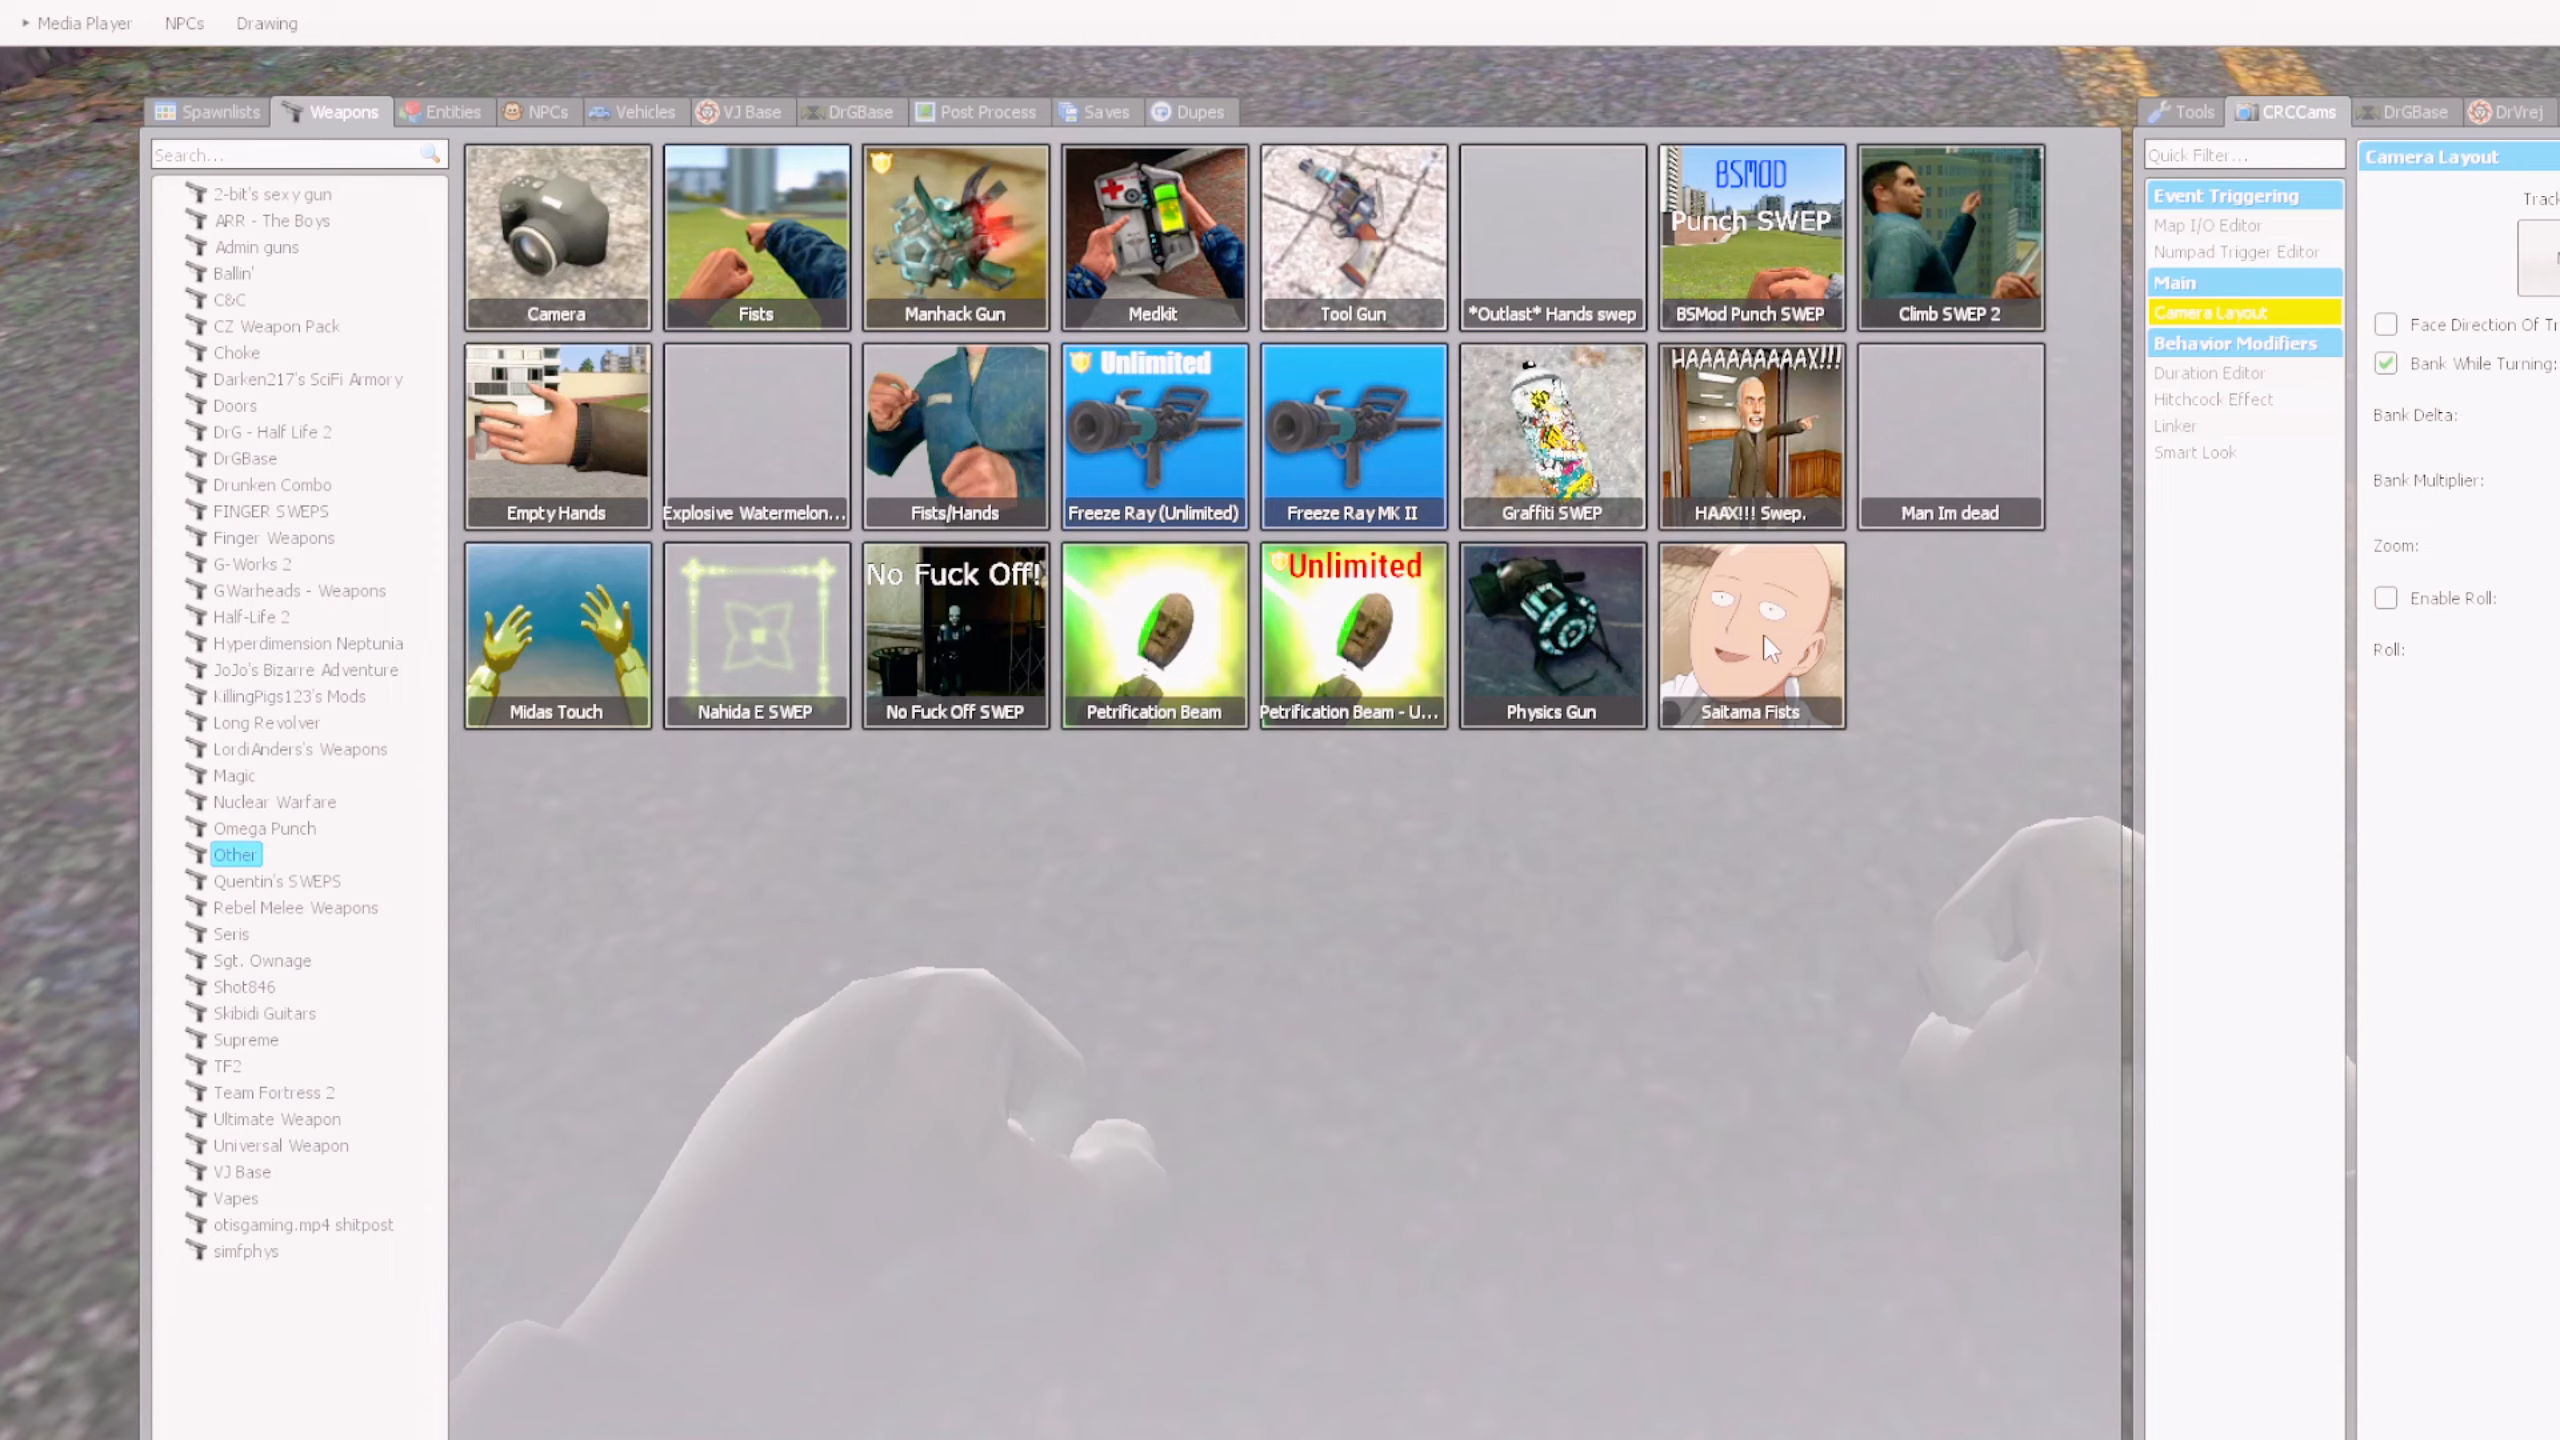 Media Player
NPCs
Drawing
Spawnlists
Weapons
Entities
NPCs
Vehicles
VJ Base
DrGBase
Post Process
Saves
Dupes
Tools
CRCCams
DrGBase
DrVrej
Search...
2-bit's sexy gun
ARR - The Boys
Admin guns
Ballin'
C&C
CZ Weapon Pack
Choke
Darken217's SciFi Armory
Doors
DrG - Half Life 2
DrGBase
Drunken Combo
FINGER SWEPS
Finger Weapons
G-Works 2
GWarheads - Weapons
Half-Life 2
Hyperdimension Neptunia
JoJo's Bizarre Adventure
KillingPigs123's Mods
Long Revolver
LordiAnders's Weapons
Magic
Nuclear Warfare
Omega Punch
Other
Quentin's SWEPS
Rebel Melee Weapons
Seris
Sgt. Ownage
Shot846
Skibidi Guitars
Supreme
TF2
Team Fortress 2
Ultimate Weapon
Universal Weapon
VJ Base
Vapes
otisgaming.mp4 shitpost
simfphys
Camera
Fists
Manhack Gun
Medkit
Tool Gun
*Outlast* Hands swep
BSMOD
Punch SWEP
BSMod Punch SWEP
Climb SWEP 2
Empty Hands
Explosive Watermelon...
Fists/Hands
Unlimited
Freeze Ray (Unlimited)
Freeze Ray MK II
Graffiti SWEP
HAAAAAAAAAX!!!
HAAX!!! Swep.
Man Im dead
Midas Touch
Nahida E SWEP
No Fuck Off!
No Fuck Off SWEP
Petrification Beam
Unlimited
Petrification Beam - U...
Physics Gun
Saitama Fists
Quick Filter...
Event Triggering
Map I/O Editor
Numpad Trigger Editor
Main
Camera Layout
Behavior Modifiers
Duration Editor
Hitchcock Effect
Linker
Smart Look
Camera Layout
Track
Face Direction Of Tr
Bank While Turning:
Bank Delta:
Bank Multiplier:
Zoom:
Enable Roll:
Roll: